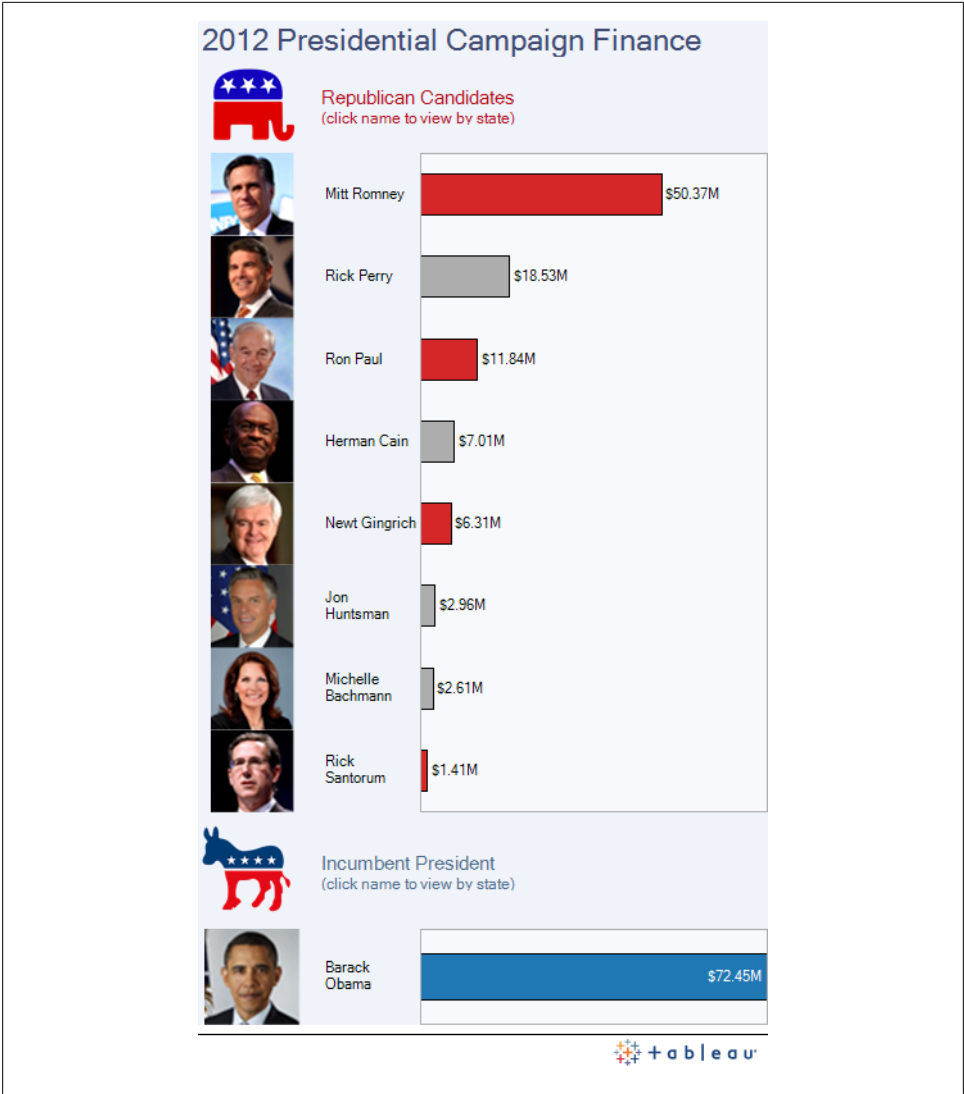 2012 Presidential Campaign Finance
Republican Candidates
(click name to view by state)
Mitt Romney
$50.37M
Rick Perry
$18.53M
Ron Paul
$11.84M
Herman Cain
$7.01M
Newt Gingrich
$6.31M
Jon
Huntsman
$2.96M
Michelle
Bachmann
$2.61M
Rick
Santorum
$1.41M
Incumbent President
(click name to view by state)
Barack
Obama
$72.45M
tableau